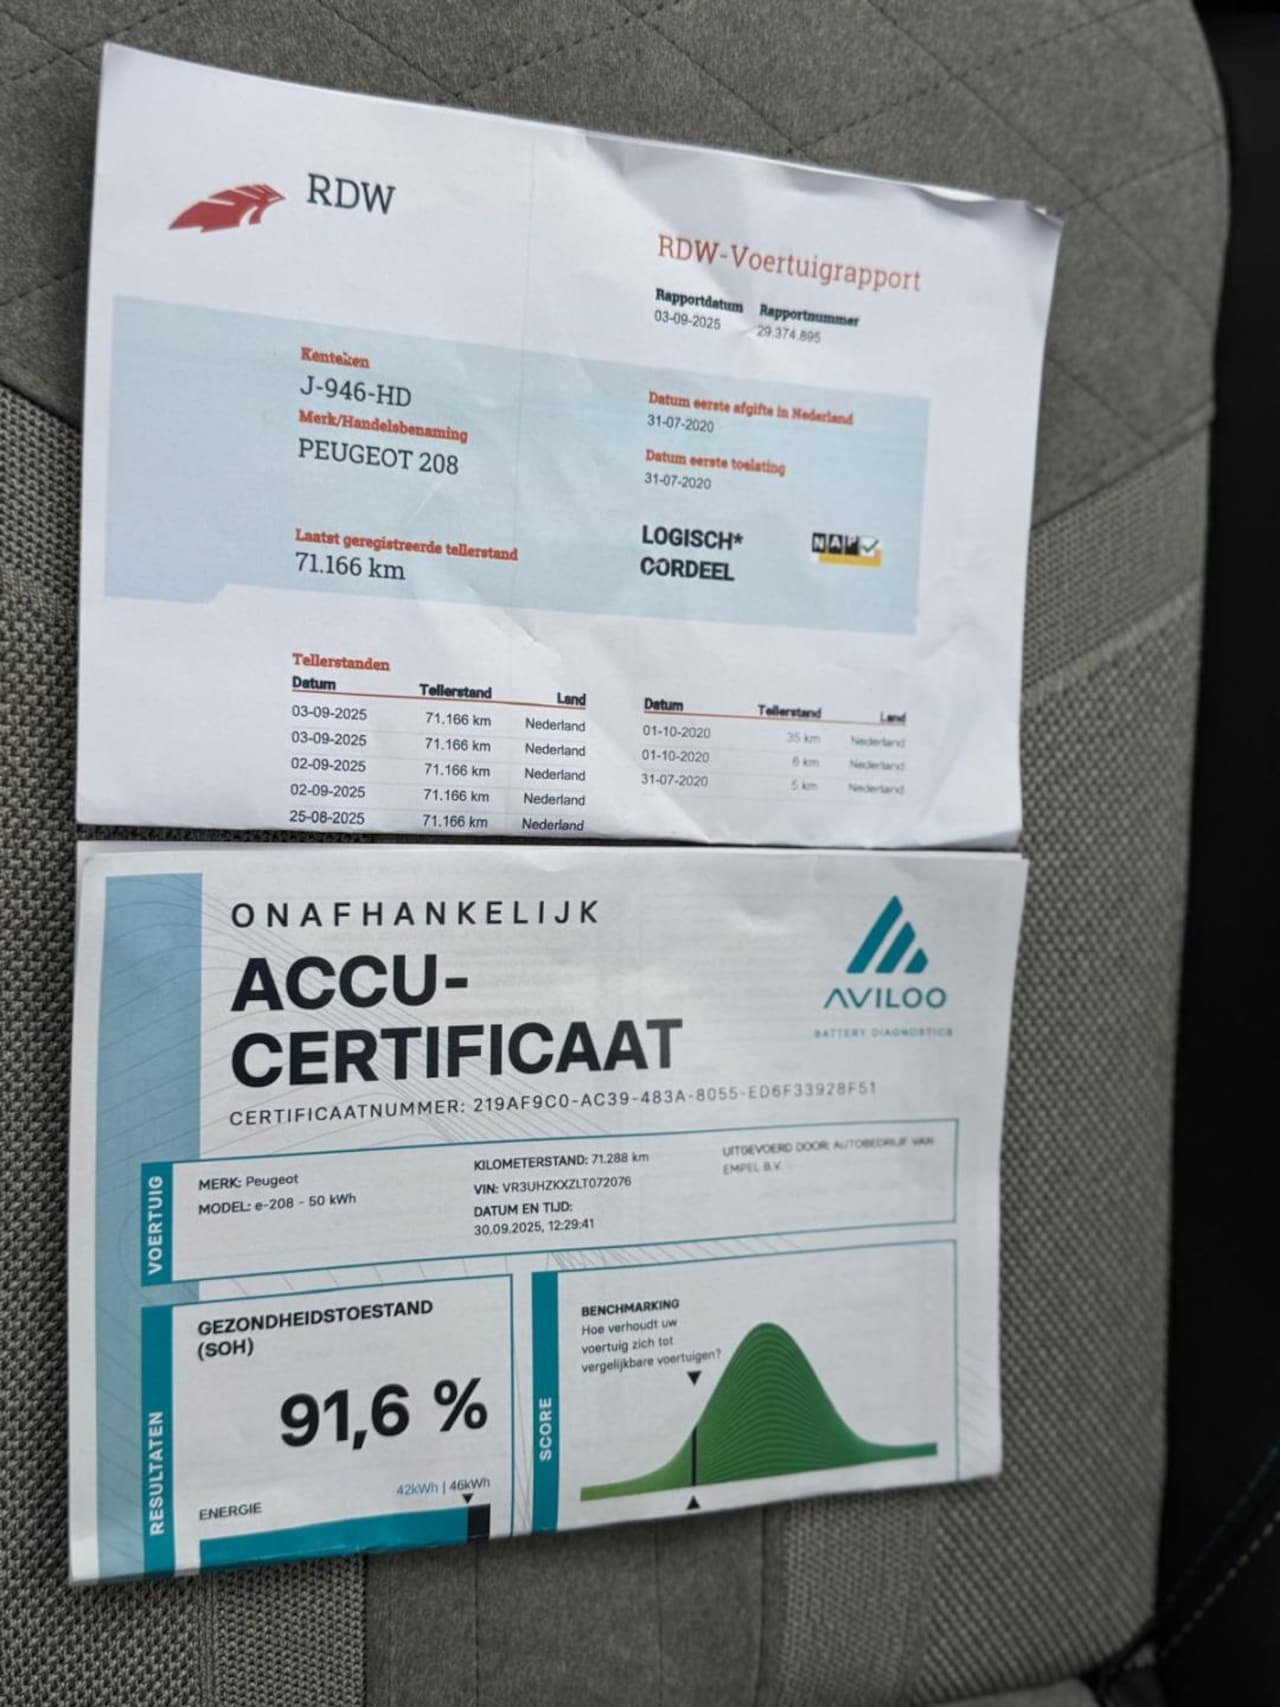 RDW
RDW-Voertuigrapport
Rapportdatum Rapportnummer
03-09-2025 29.374.895
Kenteken
J-946-HD
Merk/Handelsbenaming
PEUGEOT 208
Datum eerste afgifte in Nederland
31-07-2020
Datum eerste toelating
31-07-2020
Laatst geregistreerde tellerstand
71.166 km
LOGISCH*
OORDEEL
NAP
Tellerstanden
Datum Tellerstand Land
03-09-2025 71.166 km Nederland
03-09-2025 71.166 km Nederland
02-09-2025 71.166 km Nederland
02-09-2025 71.166 km Nederland
25-08-2025 71.166 km Nederland
Datum Tellerstand Land
01-10-2020 35 km Nederland
01-10-2020 6 km Nederland
31-07-2020 5 km Nederland
ONAFHANKELIJK
ACCU-
CERTIFICAAT
CERTIFICAATNUMMER: 219AF9C0-AC39-483A-8055-ED6F33928F51
AVILOO
BATTERY DIAGNOSTICS
VOERTUIG
MERK: Peugeot
MODEL: e-208 - 50 kWh
KILOMETERSTAND: 71.288 km
VIN: VR3UHZKXZLT072076
DATUM EN TIJD:
30.09.2025, 12:29:41
UITGEVOERD DOOR: AUTOBEDRIJF VAN
EMPEL B.V.
RESULTATEN
GEZONDHEIDSTOESTAND
(SOH)
91,6 %
42kWh | 46kWh
ENERGIE
SCORE
BENCHMARKING
Hoe verhoudt uw
voertuig zich tot
vergelijkbare voertuigen?